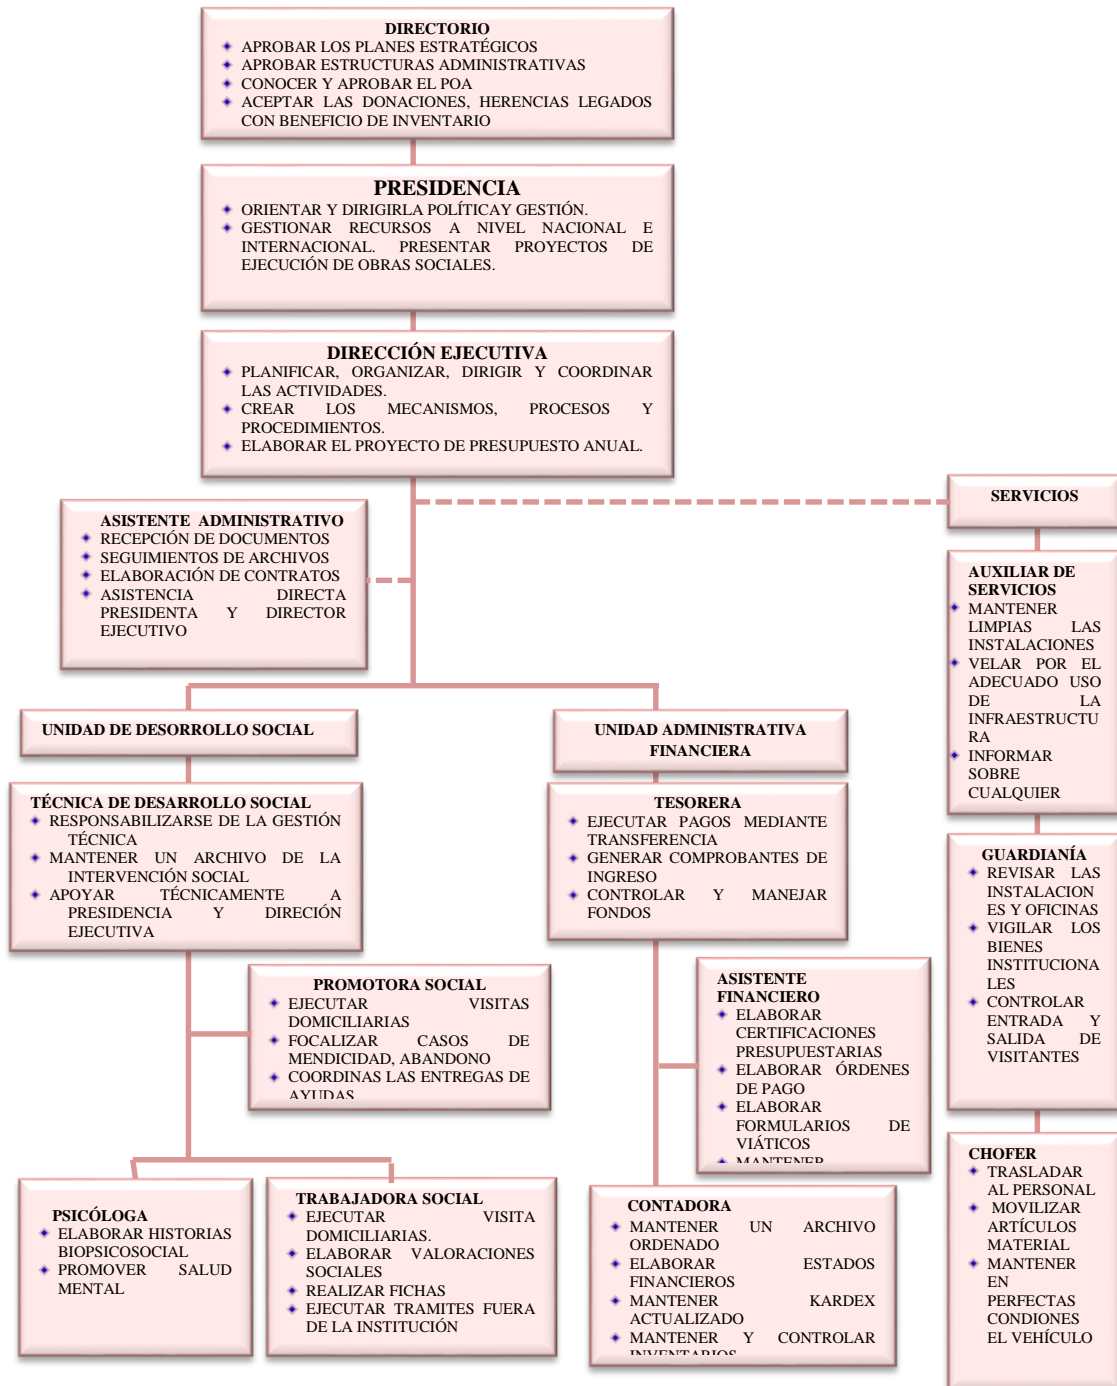 DIRECTORIO
APROBAR LOS PLANES ESTRATÉGICOS
APROBAR ESTRUCTURAS ADMINISTRATIVAS
CONOCER Y APROBAR EL POA
ACEPTAR LAS DONACIONES, HERENCIAS LEGADOS
CON BENEFICIO DE INVENTARIO
PRESIDENCIA
ORIENTAR Y DIRIGIRLA POLÍTICAY GESTIÓN.
GESTIONAR RECURSOS A NIVEL NACIONAL E
INTERNACIONAL. PRESENTAR PROYECTOS DE
EJECUCIÓN DE OBRAS SOCIALES.
DIRECCIÓN EJECUTIVA
PLANIFICAR, ORGANIZAR, DIRIGIR Y COORDINAR
LAS ACTIVIDADES.
CREAR LOS MECANISMOS, PROCESOS Y
PROCEDIMIENTOS.
ELABORAR EL PROYECTO DE PRESUPUESTO ANUAL.
ASISTENTE ADMINISTRATIVO
RECEPCIÓN DE DOCUMENTOS
SEGUIMIENTOS DE ARCHIVOS
ELABORACIÓN DE CONTRATOS
ASISTENCIA DIRECTA
PRESIDENTA Y DIRECTOR
EJECUTIVO
SERVICIOS
AUXILIAR DE
SERVICIOS
MANTENER
LIMPIAS LAS
INSTALACIONES
VELAR POR EL
ADECUADO USO
DE LA
INFRAESTRUCTU
RA
INFORMAR
SOBRE
CUALQUIER
UNIDAD DE DESORROLLO SOCIAL
UNIDAD ADMINISTRATIVA
FINANCIERA
TÉCNICA DE DESARROLLO SOCIAL
RESPONSABILIZARSE DE LA GESTIÓN
TÉCNICA
MANTENER UN ARCHIVO DE LA
INTERVENCIÓN SOCIAL
APOYAR TÉCNICAMENTE A
PRESIDENCIA Y DIRECIÓN
EJECUTIVA
TESORERA
EJECUTAR PAGOS MEDIANTE
TRANSFERENCIA
GENERAR COMPROBANTES DE
INGRESO
CONTROLAR Y MANEJAR
FONDOS
GUARDIANÍA
REVISAR LAS
INSTALACION
ES Y OFICINAS
VIGILAR LOS
BIENES
INSTITUCIONA
LES
CONTROLAR
ENTRADA Y
SALIDA DE
VISITANTES
PROMOTORA SOCIAL
EJECUTAR VISITAS
DOMICILIARIAS
FOCALIZAR CASOS DE
MENDICIDAD, ABANDONO
COORDINAS LAS ENTREGAS DE
AYUDAS
ASISTENTE
FINANCIERO
ELABORAR
CERTIFICACIONES
PRESUPUESTARIAS
ELABORAR ÓRDENES
DE PAGO
ELABORAR
FORMULARIOS DE
VIÁTICOS
MANTENER
PSICÓLOGA
ELABORAR HISTORIAS
BIOPSICOSOCIAL
PROMOVER SALUD
MENTAL
TRABAJADORA SOCIAL
EJECUTAR VISITA
DOMICILIARIAS.
ELABORAR VALORACIONES
SOCIALES
REALIZAR FICHAS
EJECUTAR TRAMITES FUERA
DE LA INSTITUCIÓN
CONTADORA
MANTENER UN ARCHIVO
ORDENADO
ELABORAR ESTADOS
FINANCIEROS
MANTENER KARDEX
ACTUALIZADO
MANTENER Y CONTROLAR
INVENTARIOS
CHOFER
TRASLADAR
AL PERSONAL
MOVILIZAR
ARTÍCULOS
MATERIAL
MANTENER
EN
PERFECTAS
CONDIONES
EL VEHÍCULO